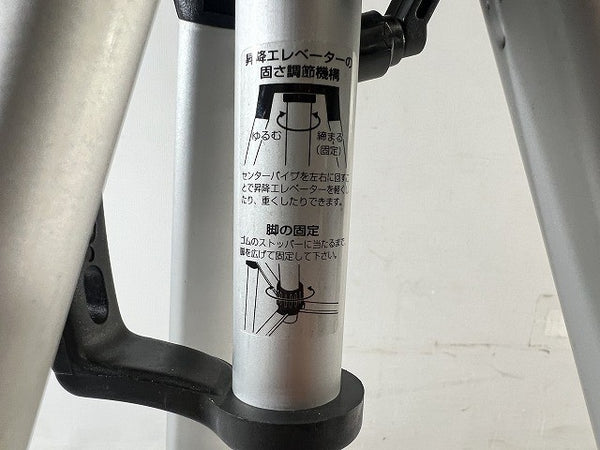 昇降エレベーターの
固さ調節機構
ゆるむ
締まる
(固定)
センターパイプを左右に回すこ
とで昇降エレベーターを軽くし
たり、重くしたりできます。
脚の固定
ゴムのストッパーに当たるまで
脚を広げて固定して下さい。